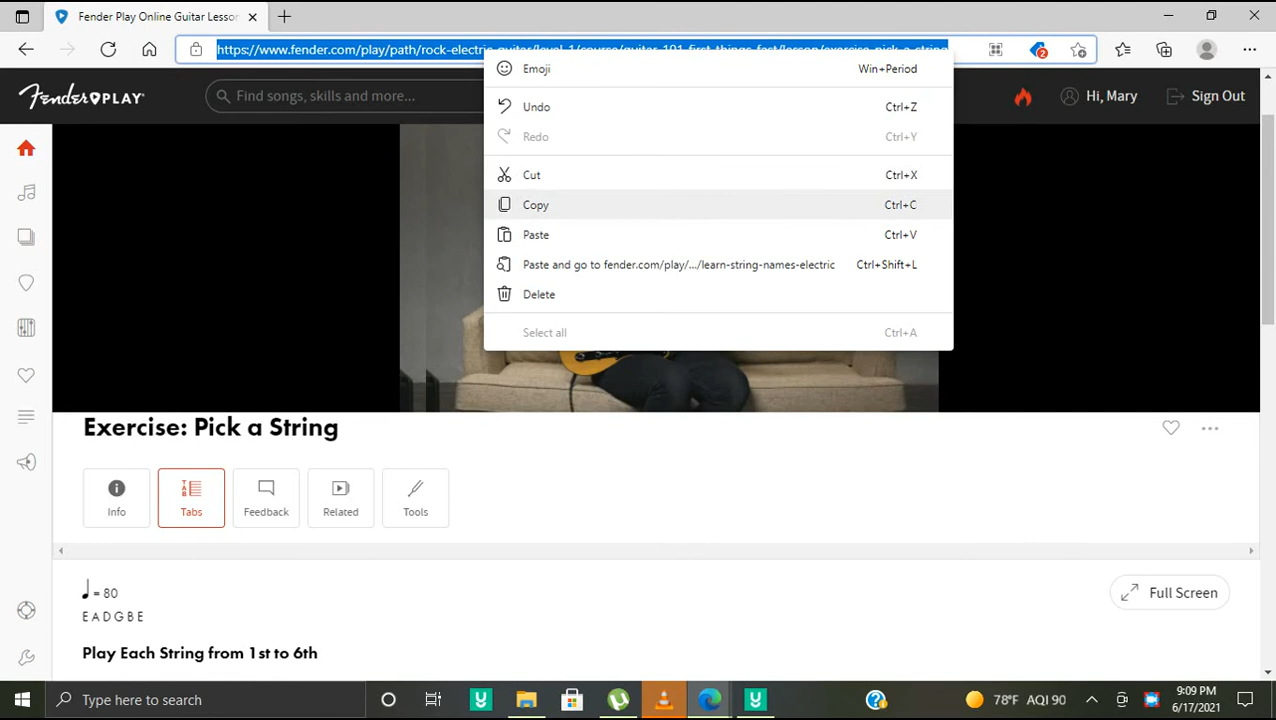 Fender Play Online Guitar Lesso
https://www.fender.com/play/path/rock-electric-guitar/level-1/course/guitar-101-first-things-fast/lesson/exercise-pick-a-string
2
Emoji Win+Period
Undo Ctrl+Z
Redo Ctrl+Y
Cut Ctrl+X
Copy Ctrl+C
Paste Ctrl+V
Paste and go to fender.com/play/.../learn-string-names-electric Ctrl+Shift+L
Delete
Select all Ctrl+A
Fender PLAY
Find songs, skills and more...
Hi, Mary
Sign Out
Exercise: Pick a String
Info
TAB
Tabs
Feedback
Related
Tools
= 80
E A D G B E
Full Screen
Play Each String from 1st to 6th
Type here to search
78°F AQI 90
9:09 PM
6/17/2021